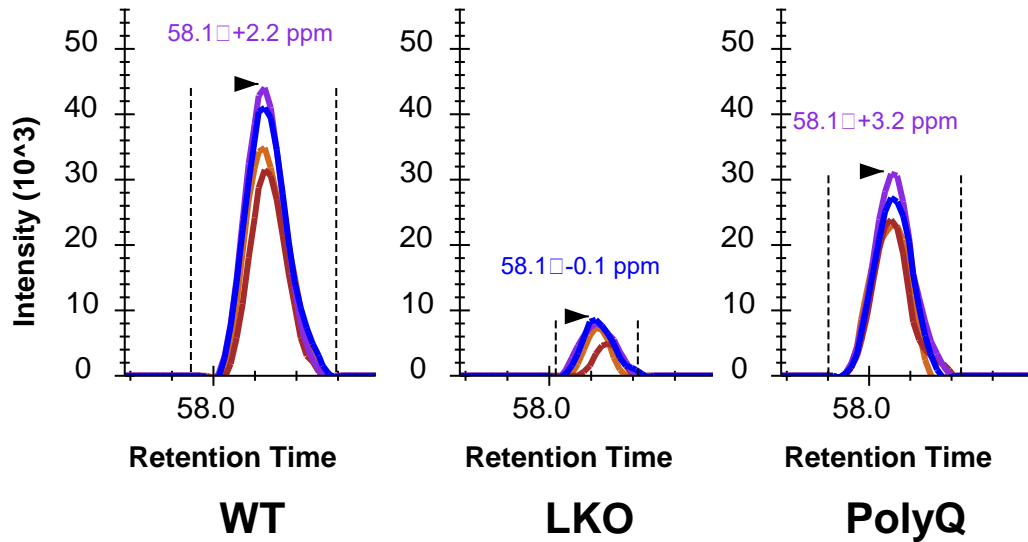 Intensity (10^3)
50
40
30
20
10
0
58.1□+2.2 ppm
58.0
Retention Time
WT
50
40
30
20
10
0
58.1□-0.1 ppm
58.0
Retention Time
LKO
50
40
30
20
10
0
58.1□+3.2 ppm
58.0
Retention Time
PolyQ